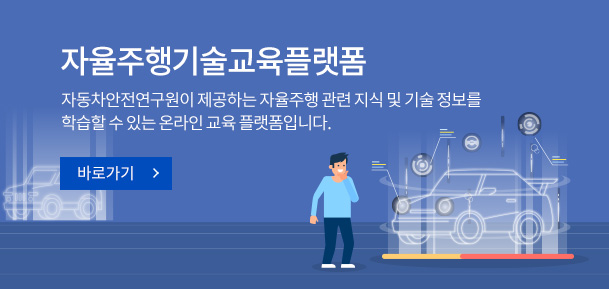 자율주행기술교육플랫폼
자동차안전연구원이 제공하는 자율주행 관련 지식 및 기술 정보를
학습할 수 있는 온라인 교육 플랫폼입니다.
바로가기